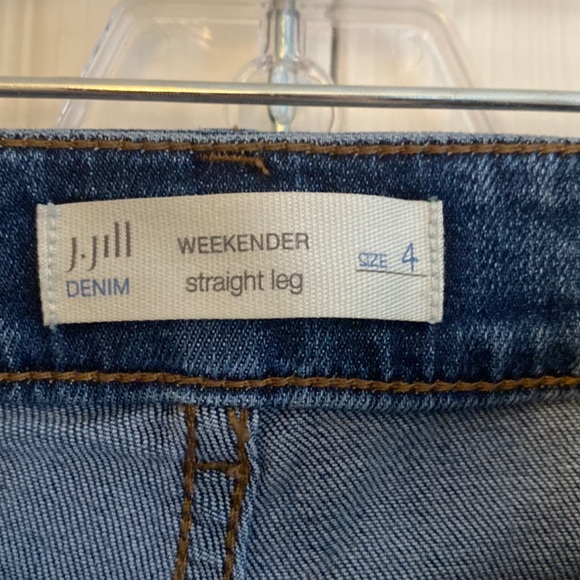 J.Jill
DENIM
WEEKENDER
straight leg
SIZE 4